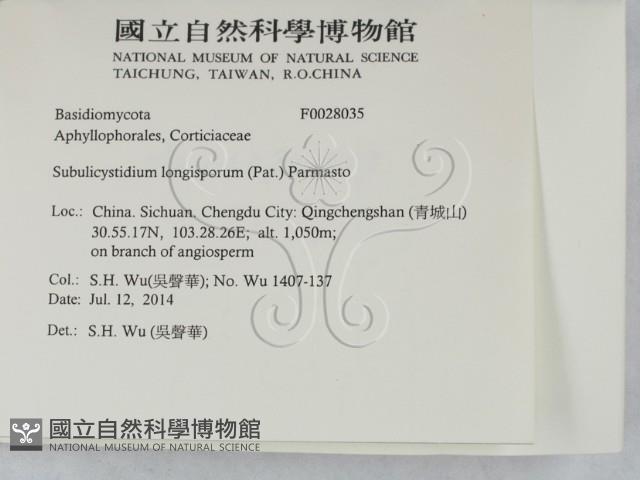 國立自然科學博物館
NATIONAL MUSEUM OF NATURAL SCIENCE
TAICHUNG, TAIWAN, R.O.CHINA
Basidiomycota F0028035
Aphyllophorales, Corticiaceae
Subulicystidium longisporum (Pat.) Parmasto
Loc.: China. Sichuan. Chengdu City: Qingchengshan (青城山)
30.55.17N, 103.28.26E; alt. 1,050m;
on branch of angiosperm
Col.: S.H. Wu(吳聲華); No. Wu 1407-137
Date: Jul. 12, 2014
Det.: S.H. Wu (吳聲華)
國立自然科學博物館
NATIONAL MUSEUM OF NATURAL SCIENCE